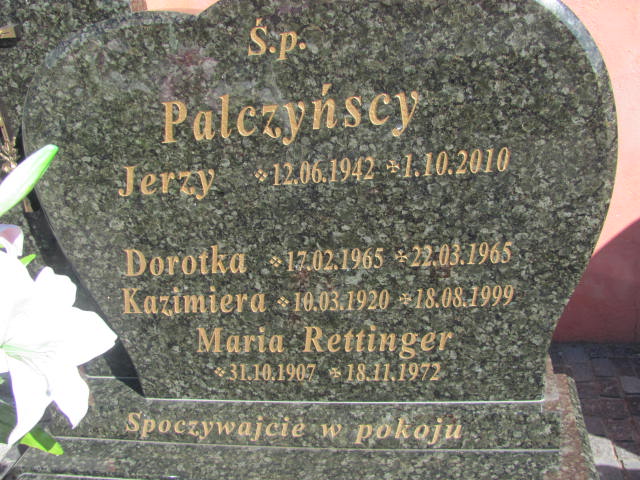 Ś.p.
Palczyńscy
Jerzy 12.06.1942 1.10.2010
Dorotka 17.02.1965 22.03.1965
Kazimiera 10.03.1920 18.08.1999
Maria Rettinger
31.10.1907 18.11.1972
Spoczywajcie w pokoju